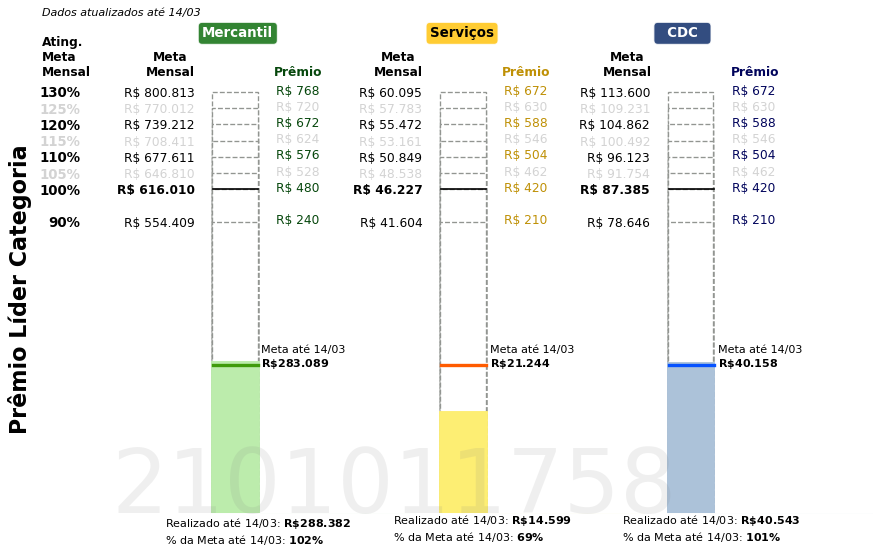 Dados atualizados até 14/03
Mercantil Serviços CDC
Ating. Meta Mensal Meta Mensal Prêmio Meta Mensal Prêmio Meta Mensal Prêmio
130% R$ 800.813 R$ 768 R$ 60.095 R$ 672 R$ 113.600 R$ 672
125% R$ 770.012 R$ 720 R$ 57.783 R$ 630 R$ 109.231 R$ 630
120% R$ 739.212 R$ 672 R$ 55.472 R$ 588 R$ 104.862 R$ 588
115% R$ 708.411 R$ 624 R$ 53.161 R$ 546 R$ 100.492 R$ 546
110% R$ 677.611 R$ 576 R$ 50.849 R$ 504 R$ 96.123 R$ 504
105% R$ 646.810 R$ 528 R$ 48.538 R$ 462 R$ 91.754 R$ 462
100% R$ 616.010 R$ 480 R$ 46.227 R$ 420 R$ 87.385 R$ 420
90% R$ 554.409 R$ 240 R$ 41.604 R$ 210 R$ 78.646 R$ 210
Prêmio Líder Categoria
Meta até 14/03 Meta até 14/03 Meta até 14/03
R$283.089 R$21.244 R$40.158
2101011758
Realizado até 14/03: R$288.382 Realizado até 14/03: R$14.599 Realizado até 14/03: R$40.543
% da Meta até 14/03: 102% % da Meta até 14/03: 69% % da Meta até 14/03: 101%